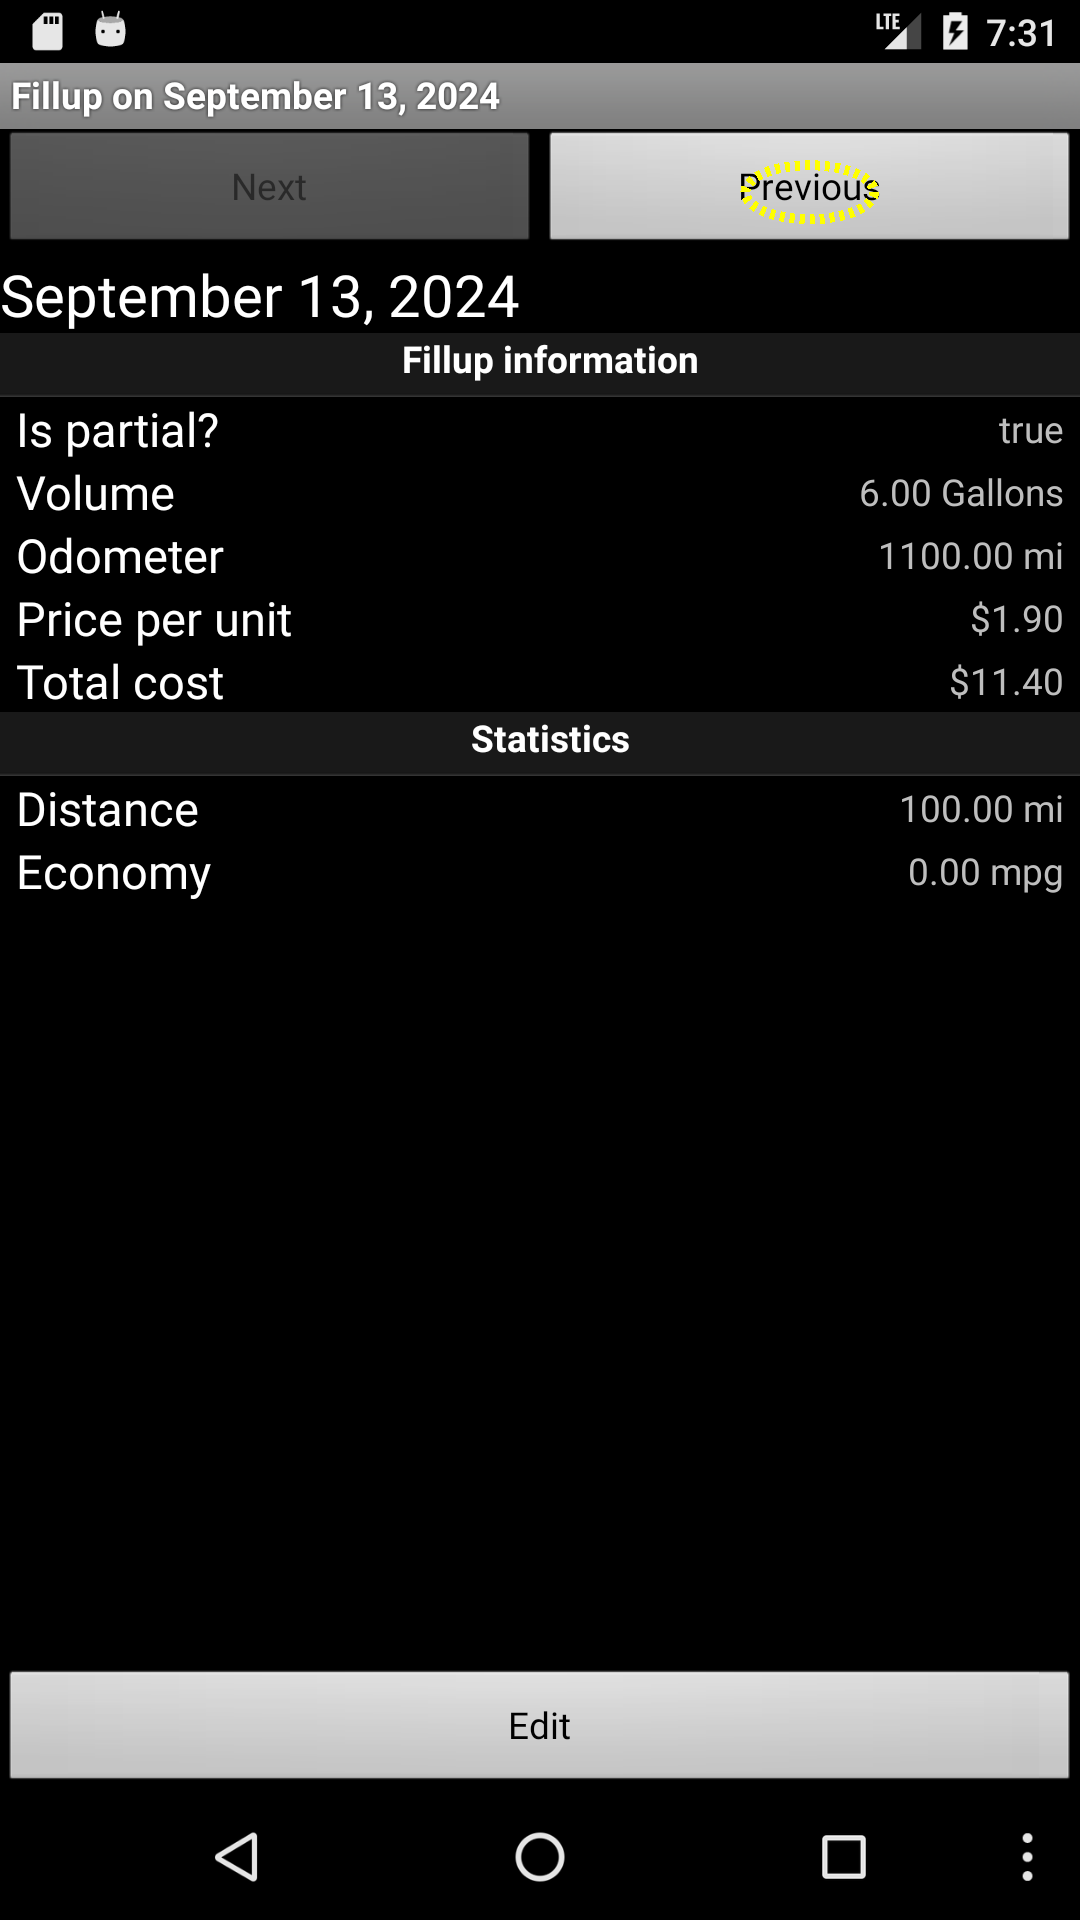 LTE 7:31
Fillup on September 13, 2024
Next Previous
September 13, 2024
Fillup information
Is partial? true
Volume 6.00 Gallons
Odometer 1100.00 mi
Price per unit $1.90
Total cost $11.40
Statistics
Distance 100.00 mi
Economy 0.00 mpg
Edit